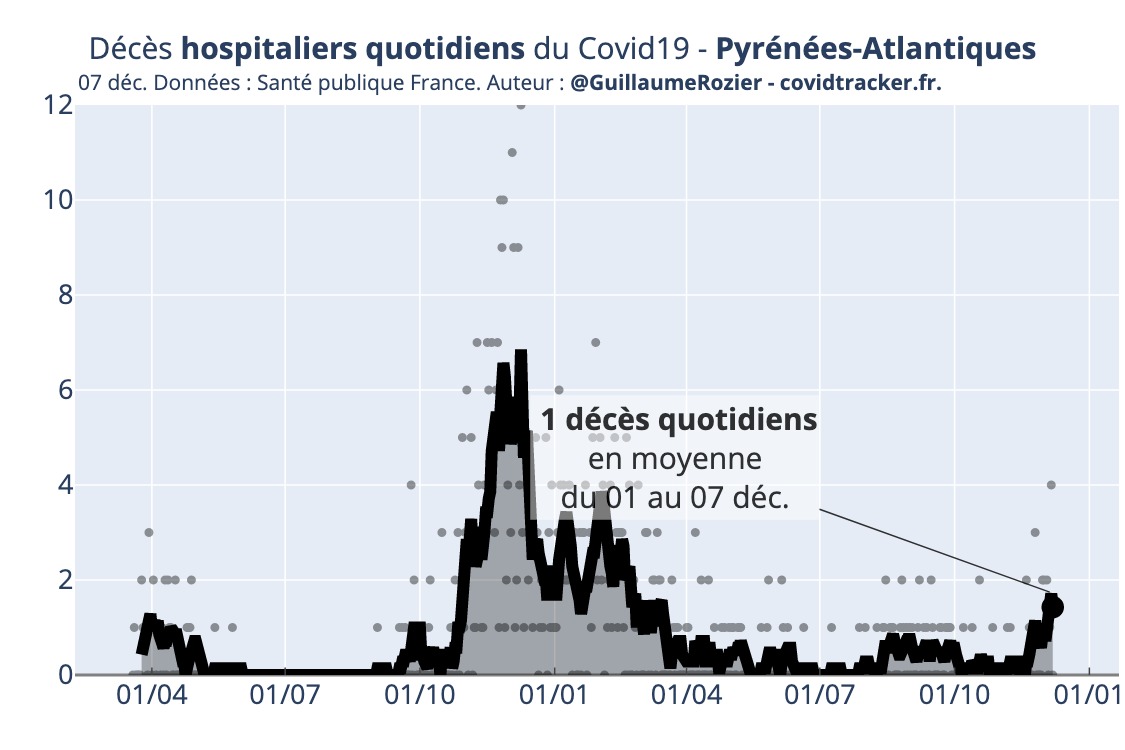 Décès hospitaliers quotidiens du Covid19 - Pyrénées-Atlantiques
07 déc. Données : Santé publique France. Auteur : @GuillaumeRozier - covidtracker.fr.
12
10
8
6
4
2
0
1 décès quotidiens
en moyenne
du 01 au 07 déc.
01/04 01/07 01/10 01/01 01/04 01/07 01/10 01/01